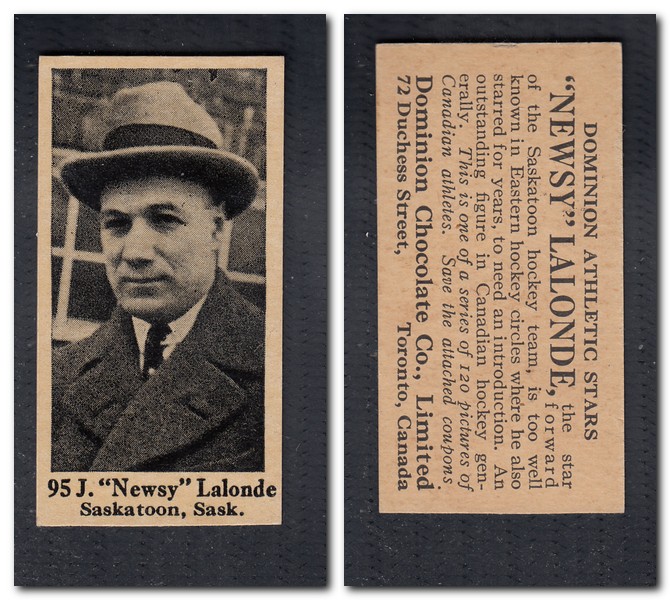 95 J. "Newsy" Lalonde
Saskatoon, Sask.
DOMINION ATHLETIC STARS
"NEWSY" LALONDE, the star forward
of the Saskatoon hockey team, is too well
known in Eastern hockey circles where he also
starred for years, to need an introduction. An
outstanding figure in Canadian hockey gen-
erally. This is one of a series of 120 pictures of
Canadian athletes. Save the attached coupons
Dominion Chocolate Co., Limited
72 Duchess Street, Toronto, Canada